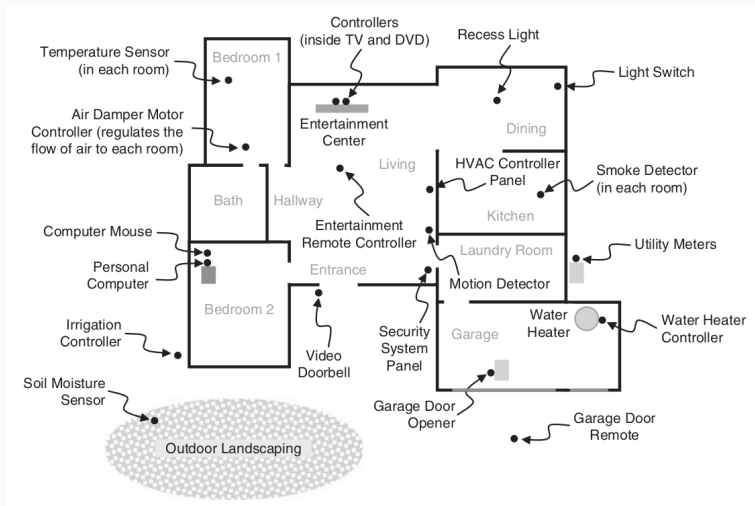 Controllers
(inside TV and DVD)
Recess Light
Temperature Sensor
(in each room)
Bedroom 1
Light Switch
Air Damper Motor
Controller (regulates the
flow of air to each room)
Entertainment
Center
Dining
Living
HVAC Controller
Panel
Smoke Detector
(in each room)
Bath
Hallway
Kitchen
Entertainment
Remote Controller
Computer Mouse
Laundry Room
Utility Meters
Personal
Computer
Entrance
Motion Detector
Bedroom 2
Irrigation
Controller
Video
Doorbell
Security
System
Panel
Garage
Water
Heater
Water Heater
Controller
Soil Moisture
Sensor
Garage Door
Opener
Garage Door
Remote
Outdoor Landscaping